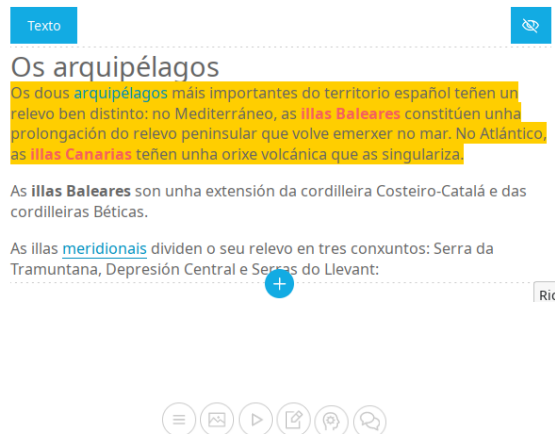 Texto
Os arquipélagos
Os dous arquipélagos máis importantes do territorio español teñen un
relevo ben distinto: no Mediterráneo, as illas Baleares constitúen unha
prolongación do relevo peninsular que volve emerxer no mar. No Atlántico,
as illas Canarias teñen unha orixe volcánica que as singulariza.
As illas Baleares son unha extensión da cordilleira Costeiro-Catalá e das
cordilleiras Béticas.
As illas meridionais dividen o seu relevo en tres conxuntos: Serra da
Tramuntana, Depresión Central e Serras do Llevant: